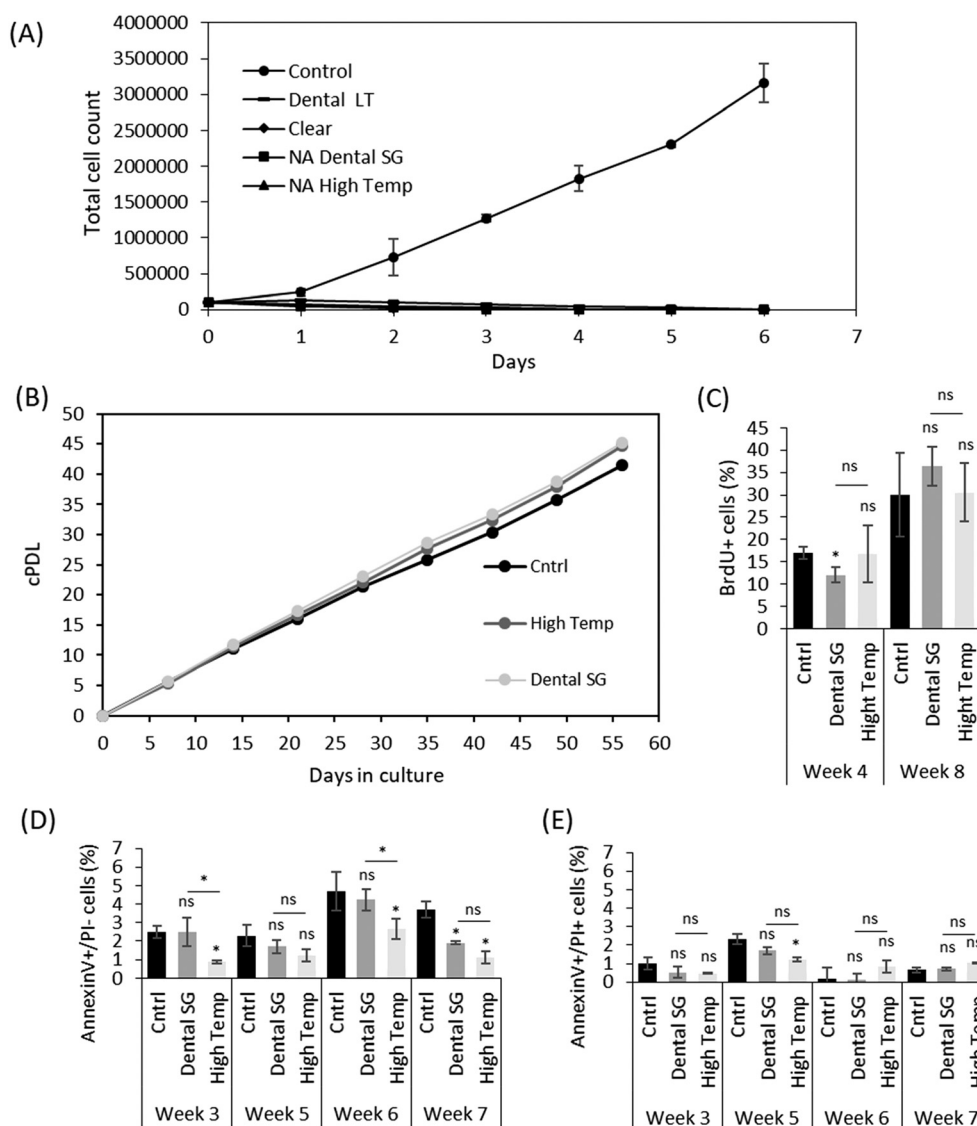 (A)
Total cell count
4000000
3500000
3000000
2500000
2000000
1500000
1000000
500000
0
Control
Dental LT
Clear
NA Dental SG
NA High Temp
0 1 2 3 4 5 6 7
Days
(B)
cPDL
50
45
40
35
30
25
20
15
10
5
0
Cntrl
High Temp
Dental SG
0 5 10 15 20 25 30 35 40 45 50 55 60
Days in culture
(C)
BrdU+ cells (%)
45
40
35
30
25
20
15
10
5
0
ns
ns
ns
ns
ns
*
Cntrl
Dental SG
Hight Temp
Cntrl
Dental SG
Hight Temp
Week 4 Week 8
(D)
AnnexinV+/PI- cells (%)
7
6
5
4
3
2
1
0
*
ns
*
ns
ns ns
*
ns
*
ns
* *
Cntrl
Dental SG
High Temp
Cntrl
Dental SG
High Temp
Cntrl
Dental SG
High Temp
Cntrl
Dental SG
High Temp
Week 3 Week 5 Week 6 Week 7
(E)
AnnexinV+/PI+ cells (%)
7
6
5
4
3
2
1
0
ns
ns ns
ns
ns *
ns
ns ns
ns
ns ns
Cntrl
Dental SG
High Temp
Cntrl
Dental SG
High Temp
Cntrl
Dental SG
High Temp
Cntrl
Dental SG
High Temp
Week 3 Week 5 Week 6 Week 7